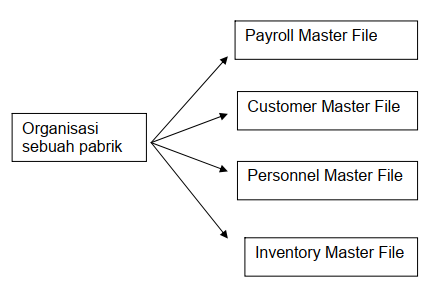 Payroll Master File
Customer Master File
Organisasi
sebuah pabrik
Personnel Master File
Inventory Master File